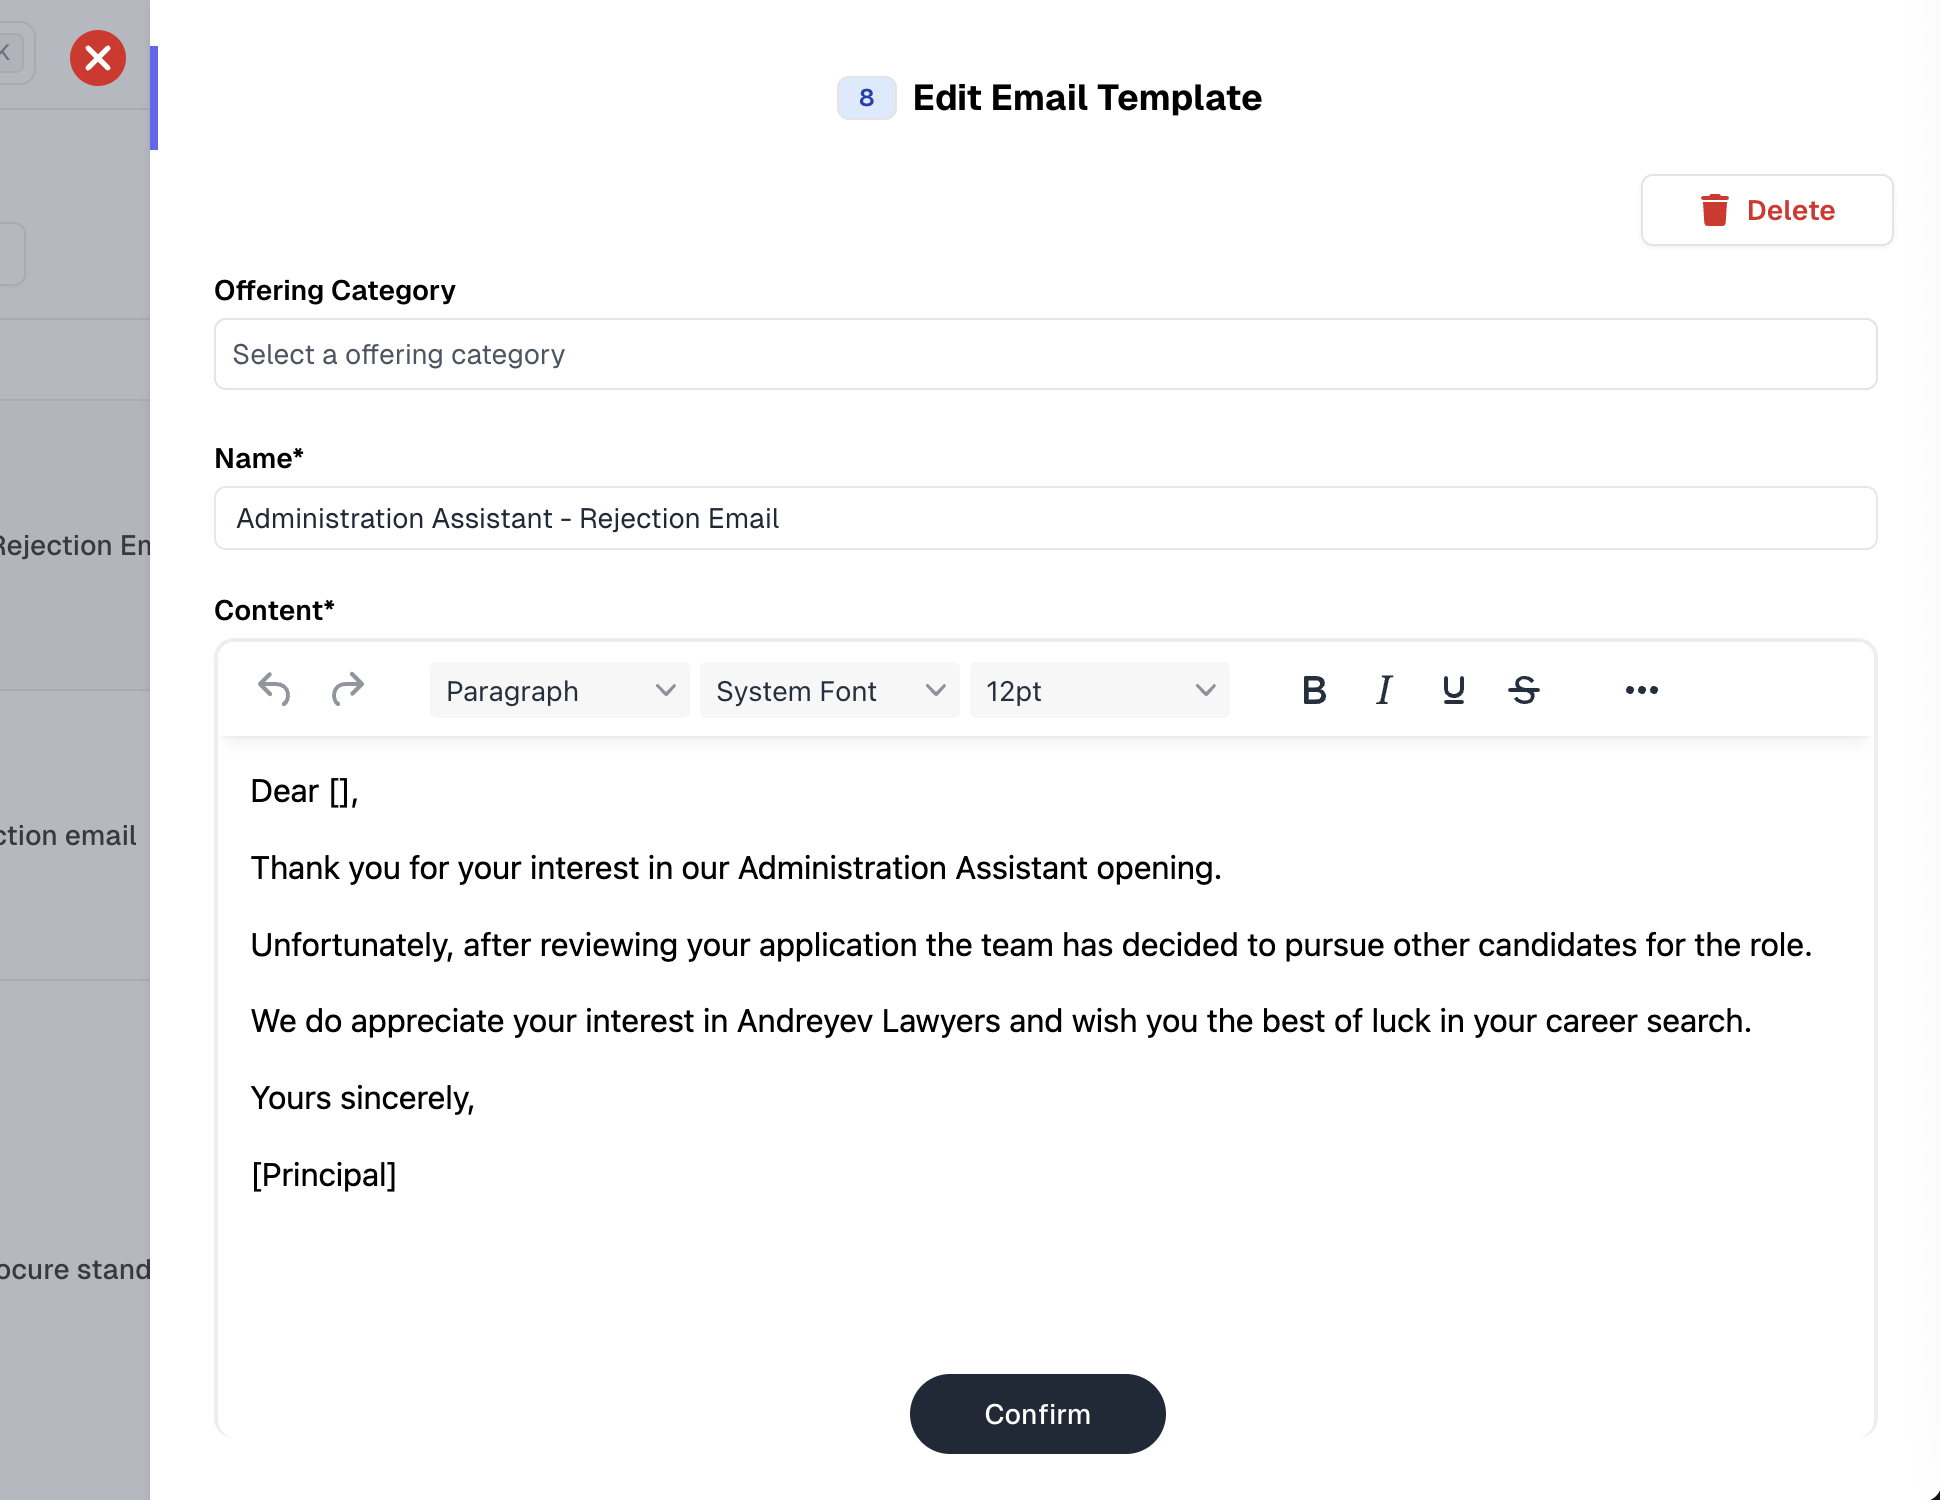 K
8 Edit Email Template
Delete
Offering Category
Select a offering category
Name*
Administration Assistant - Rejection Email
Rejection Em
Content*
Paragraph System Font 12pt B I U S
Dear [],
ction email
Thank you for your interest in our Administration Assistant opening.
Unfortunately, after reviewing your application the team has decided to pursue other candidates for the role.
We do appreciate your interest in Andreyev Lawyers and wish you the best of luck in your career search.
Yours sincerely,
[Principal]
ocure stand
Confirm